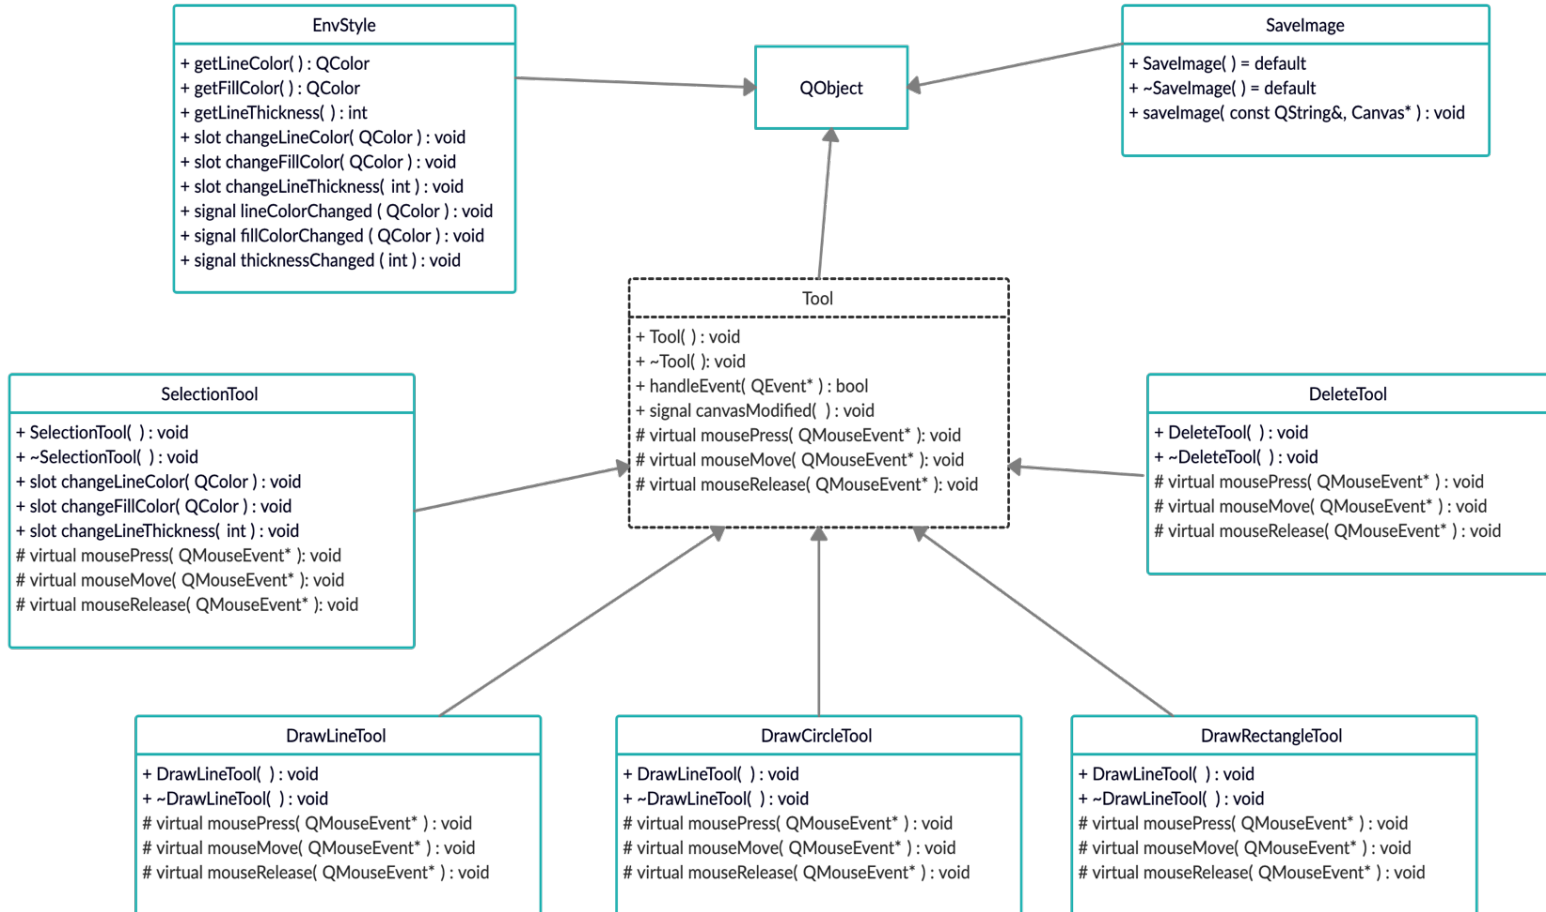 EnvStyle
+ getLineColor( ) : QColor
+ getFillColor( ) : QColor
+ getLineThickness( ) : int
+ slot changeLineColor( QColor ) : void
+ slot changeFillColor( QColor ) : void
+ slot changeLineThickness( int ) : void
+ signal lineColorChanged ( QColor ) : void
+ signal fillColorChanged ( QColor ) : void
+ signal thicknessChanged ( int ) : void
QObject
SaveImage
+ SaveImage( ) = default
+ ~SaveImage( ) = default
+ saveImage( const QString&, Canvas* ) : void
Tool
+ Tool( ) : void
+ ~Tool( ): void
+ handleEvent( QEvent* ) : bool
+ signal canvasModified( ) : void
# virtual mousePress( QMouseEvent* ): void
# virtual mouseMove( QMouseEvent* ): void
# virtual mouseRelease( QMouseEvent* ): void
SelectionTool
+ SelectionTool( ) : void
+ ~SelectionTool( ) : void
+ slot changeLineColor( QColor ) : void
+ slot changeFillColor( QColor ) : void
+ slot changeLineThickness( int ) : void
# virtual mousePress( QMouseEvent* ): void
# virtual mouseMove( QMouseEvent* ): void
# virtual mouseRelease( QMouseEvent* ): void
DeleteTool
+ DeleteTool( ) : void
+ ~DeleteTool( ) : void
# virtual mousePress( QMouseEvent* ) : void
# virtual mouseMove( QMouseEvent* ) : void
# virtual mouseRelease( QMouseEvent* ) : void
DrawLineTool
+ DrawLineTool( ) : void
+ ~DrawLineTool( ) : void
# virtual mousePress( QMouseEvent* ) : void
# virtual mouseMove( QMouseEvent* ) : void
# virtual mouseRelease( QMouseEvent* ) : void
DrawCircleTool
+ DrawLineTool( ) : void
+ ~DrawLineTool( ) : void
# virtual mousePress( QMouseEvent* ) : void
# virtual mouseMove( QMouseEvent* ) : void
# virtual mouseRelease( QMouseEvent* ) : void
DrawRectangleTool
+ DrawLineTool( ) : void
+ ~DrawLineTool( ) : void
# virtual mousePress( QMouseEvent* ) : void
# virtual mouseMove( QMouseEvent* ) : void
# virtual mouseRelease( QMouseEvent* ) : void